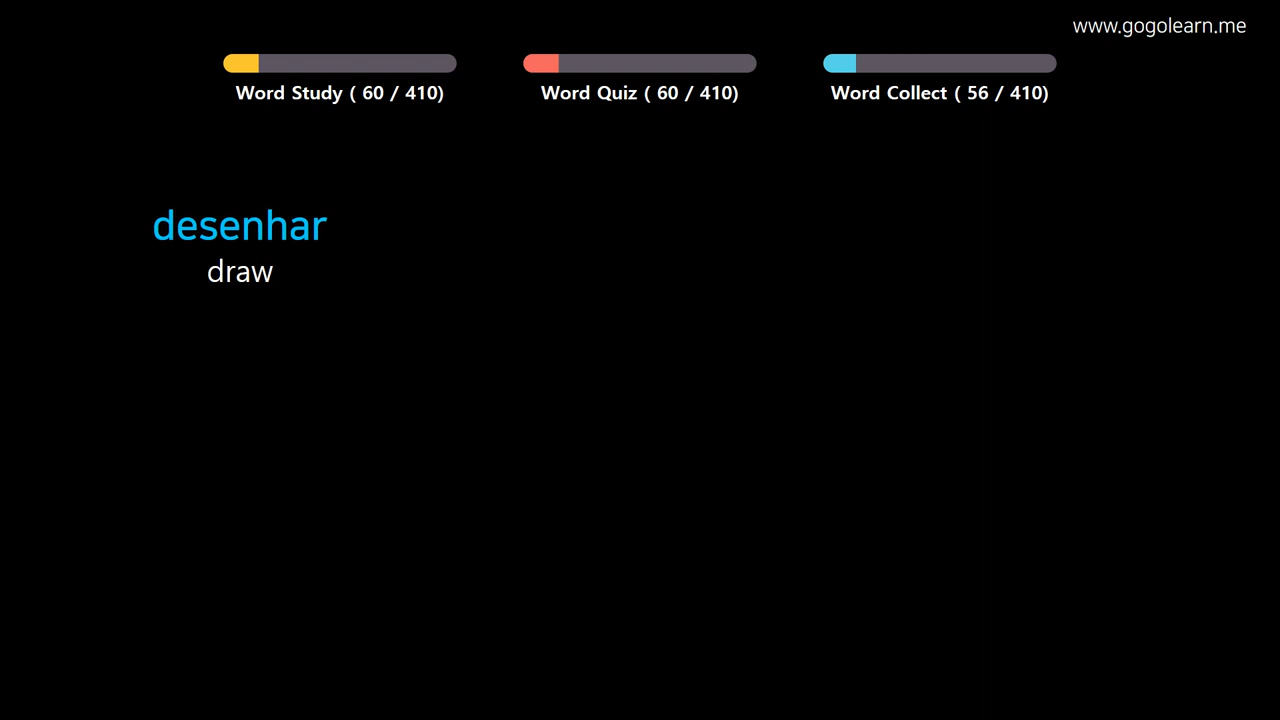 www.gogolearn.me
Word Study ( 60 / 410)
Word Quiz ( 60 / 410)
Word Collect ( 56 / 410)
desenhar
draw